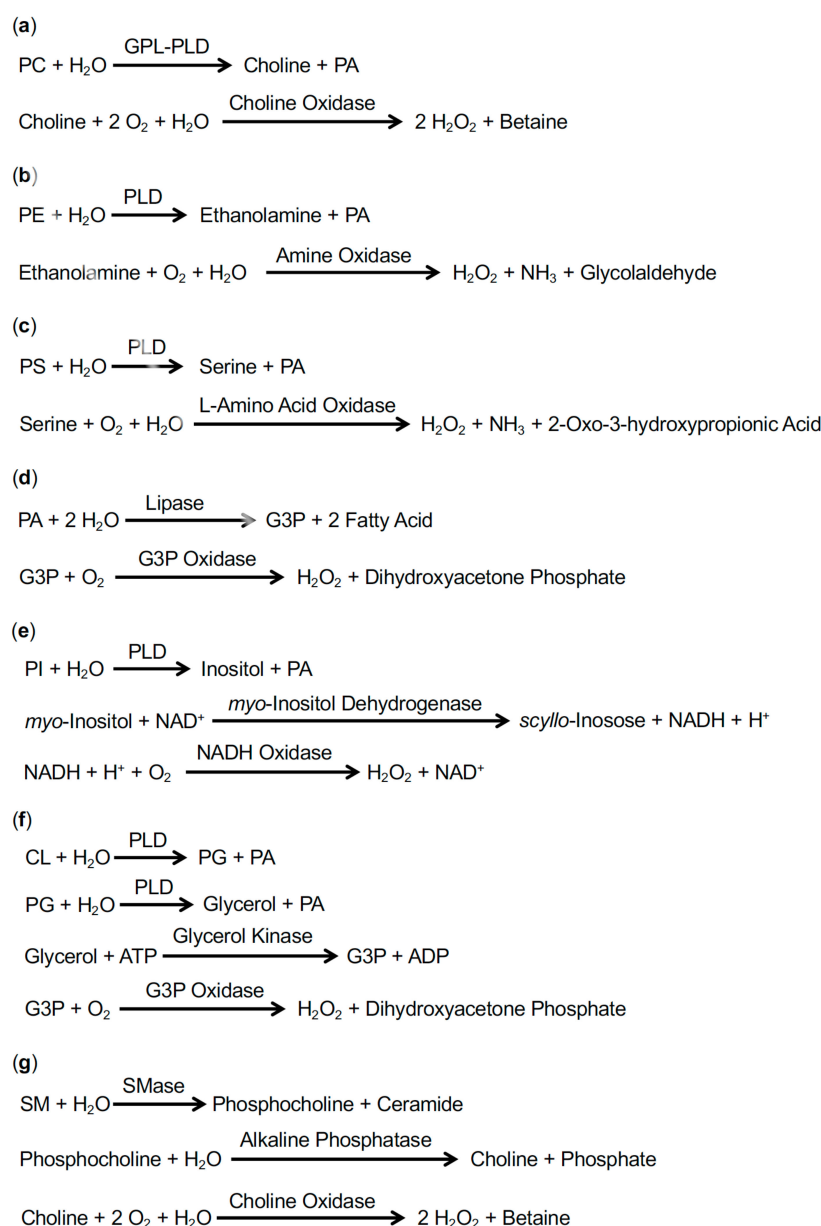 (a)
GPL-PLD
PC + H₂O → Choline + PA
Choline Oxidase
Choline + 2 O₂ + H₂O → 2 H₂O₂ + Betaine
(b)
PLD
PE + H₂O → Ethanolamine + PA
Amine Oxidase
Ethanolamine + O₂ + H₂O → H₂O₂ + NH₃ + Glycolaldehyde
(c)
PLD
PS + H₂O → Serine + PA
L-Amino Acid Oxidase
Serine + O₂ + H₂O → H₂O₂ + NH₃ + 2-Oxo-3-hydroxypropionic Acid
(d)
Lipase
PA + 2 H₂O → G3P + 2 Fatty Acid
G3P Oxidase
G3P + O₂ → H₂O₂ + Dihydroxyacetone Phosphate
(e)
PLD
PI + H₂O → Inositol + PA
myo-Inositol Dehydrogenase
myo-Inositol + NAD⁺ → scyllo-Inosose + NADH + H⁺
NADH Oxidase
NADH + H⁺ + O₂ → H₂O₂ + NAD⁺
(f)
PLD
CL + H₂O → PG + PA
PLD
PG + H₂O → Glycerol + PA
Glycerol Kinase
Glycerol + ATP → G3P + ADP
G3P Oxidase
G3P + O₂ → H₂O₂ + Dihydroxyacetone Phosphate
(g)
SMase
SM + H₂O → Phosphocholine + Ceramide
Alkaline Phosphatase
Phosphocholine + H₂O → Choline + Phosphate
Choline Oxidase
Choline + 2 O₂ + H₂O → 2 H₂O₂ + Betaine